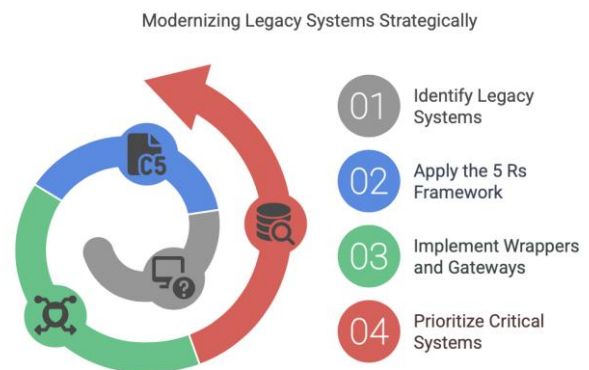 Modernizing Legacy Systems Strategically
C5
01
Identify Legacy
Systems
02
Apply the 5 Rs
Framework
03
Implement Wrappers
and Gateways
04
Prioritize Critical
Systems
?